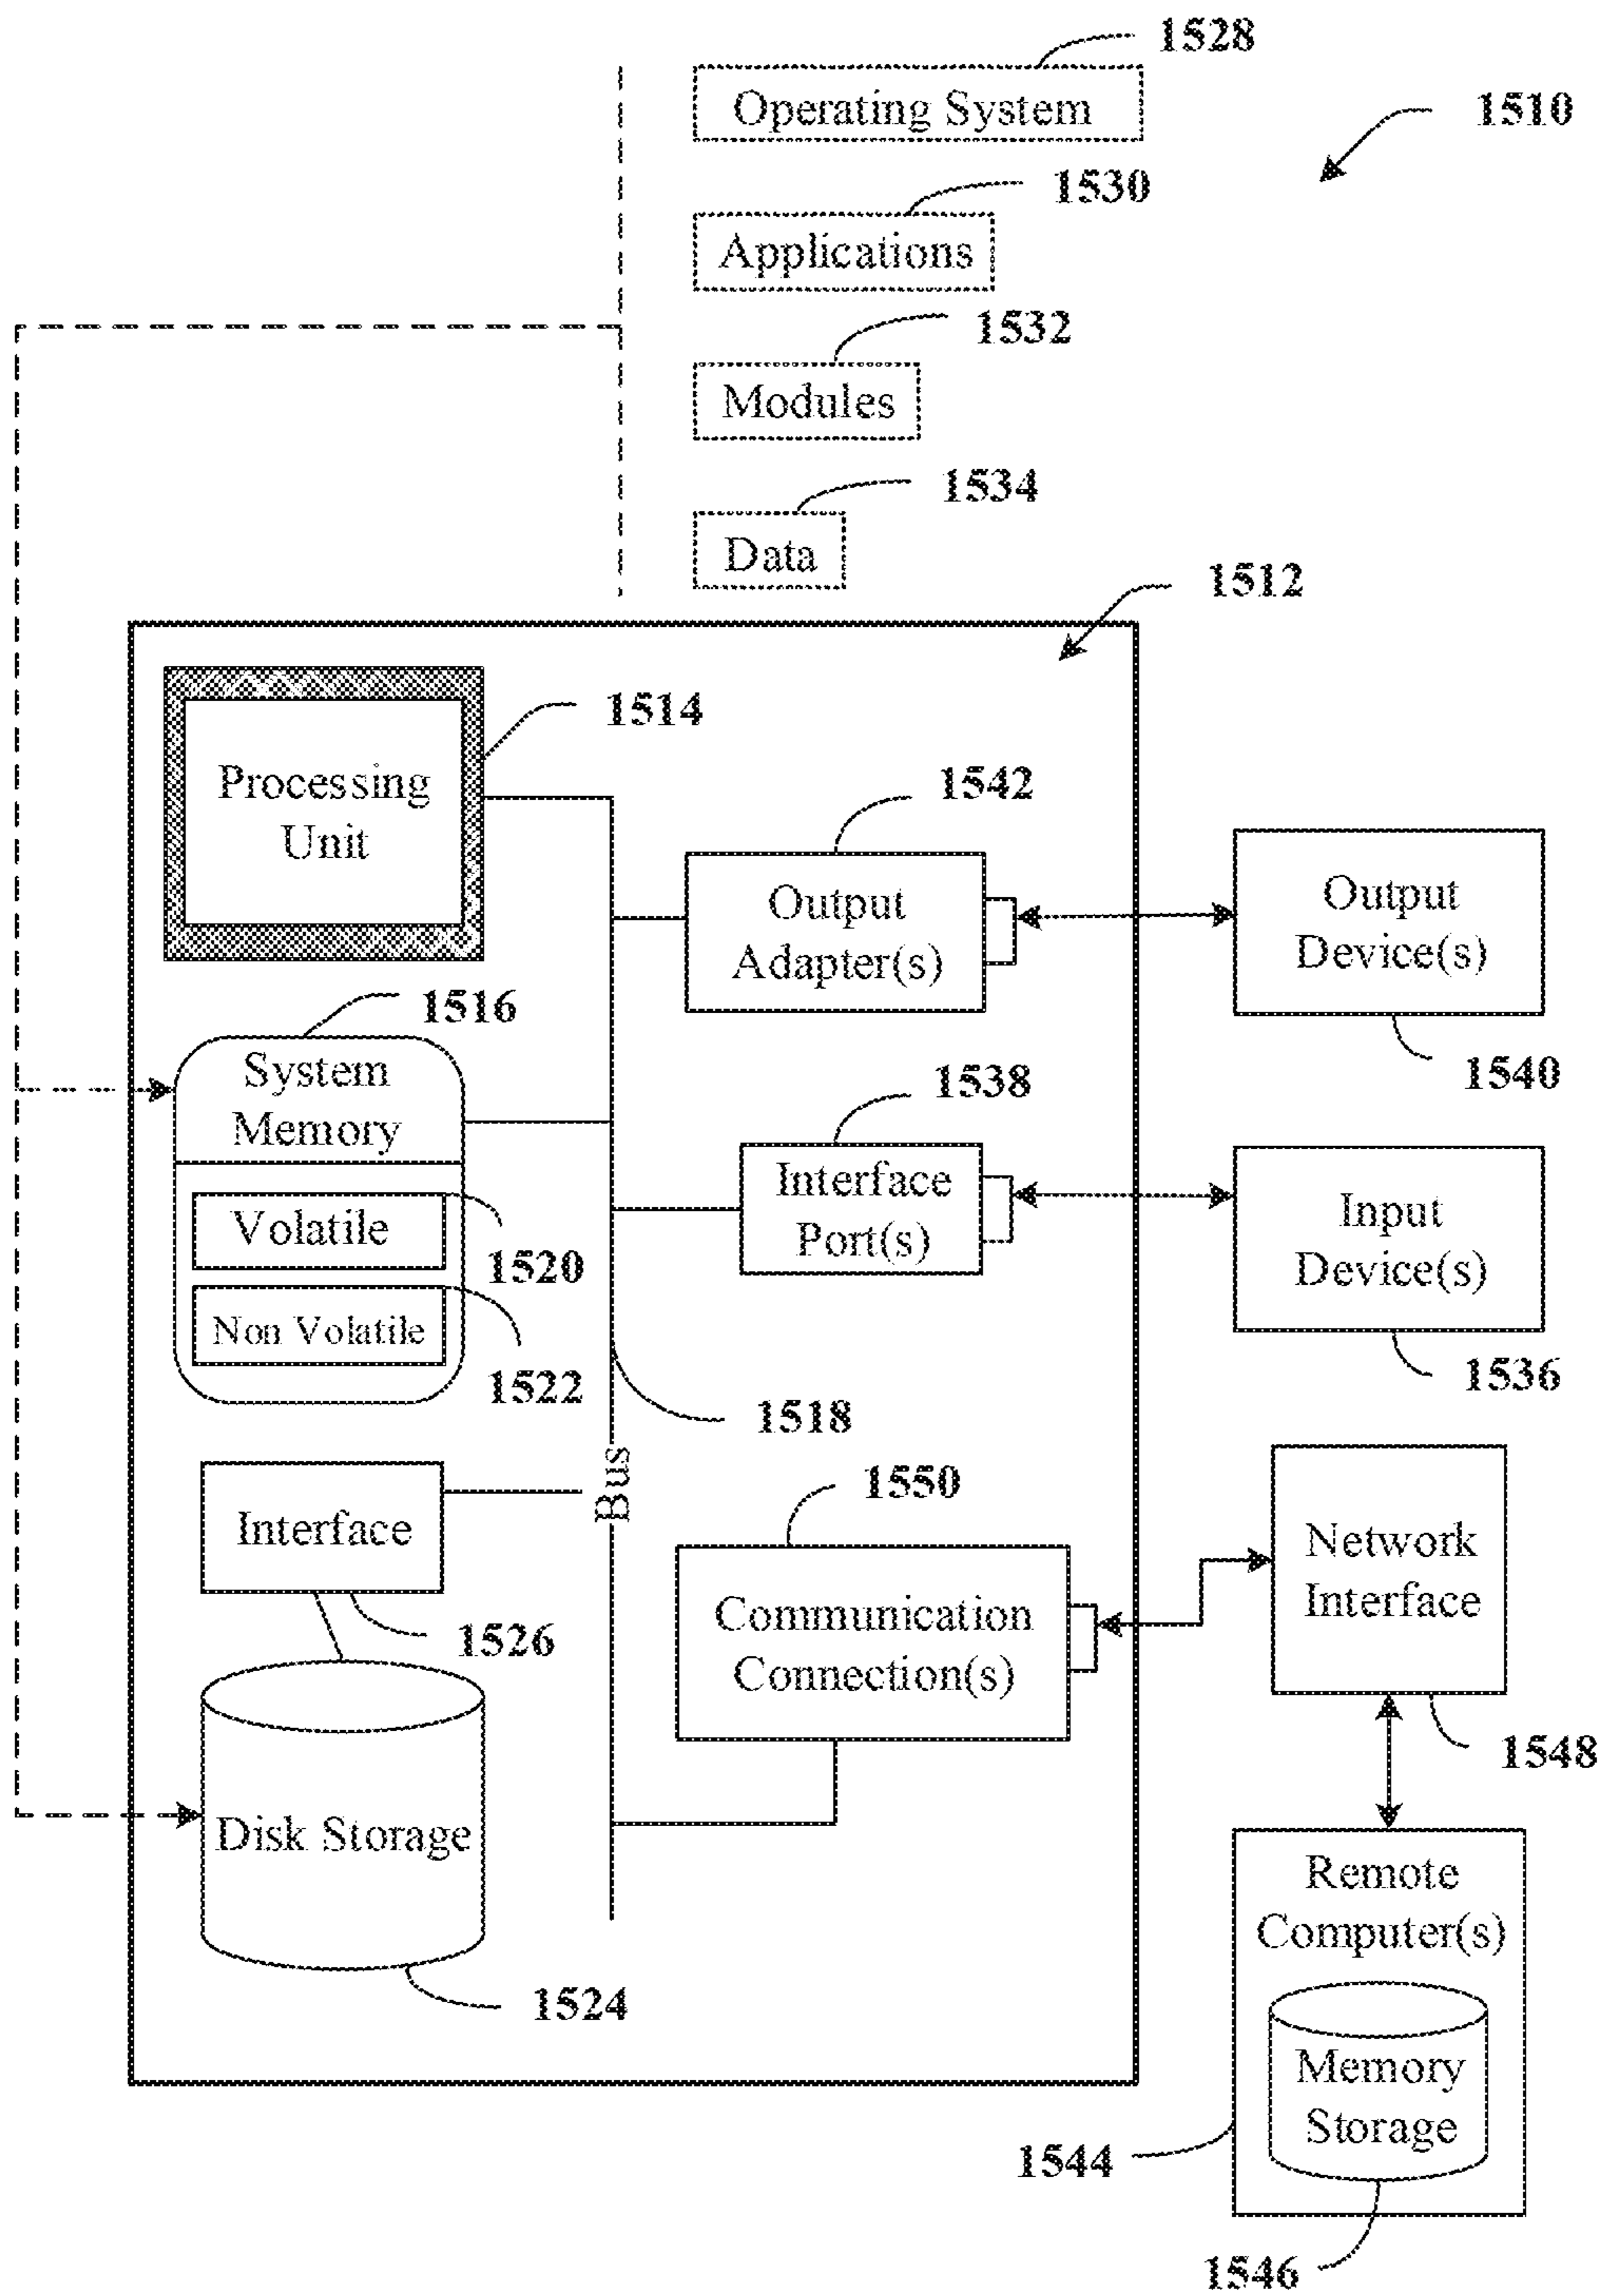 1528
Operating System
1510
1530
Applications
1532
Modules
1534
Data
1512
1514
Processing
Unit
1542
Output
Adapter(s)
Output
Device(s)
1540
1516
System
Memory
1538
Interface
Port(s)
Input
Device(s)
1536
Volatile
1520
Non Volatile
1522
1518
Bus
1550
Interface
1526
Communication
Connection(s)
Network
Interface
1548
Disk Storage
1524
Remote
Computer(s)
Memory
Storage
1544
1546